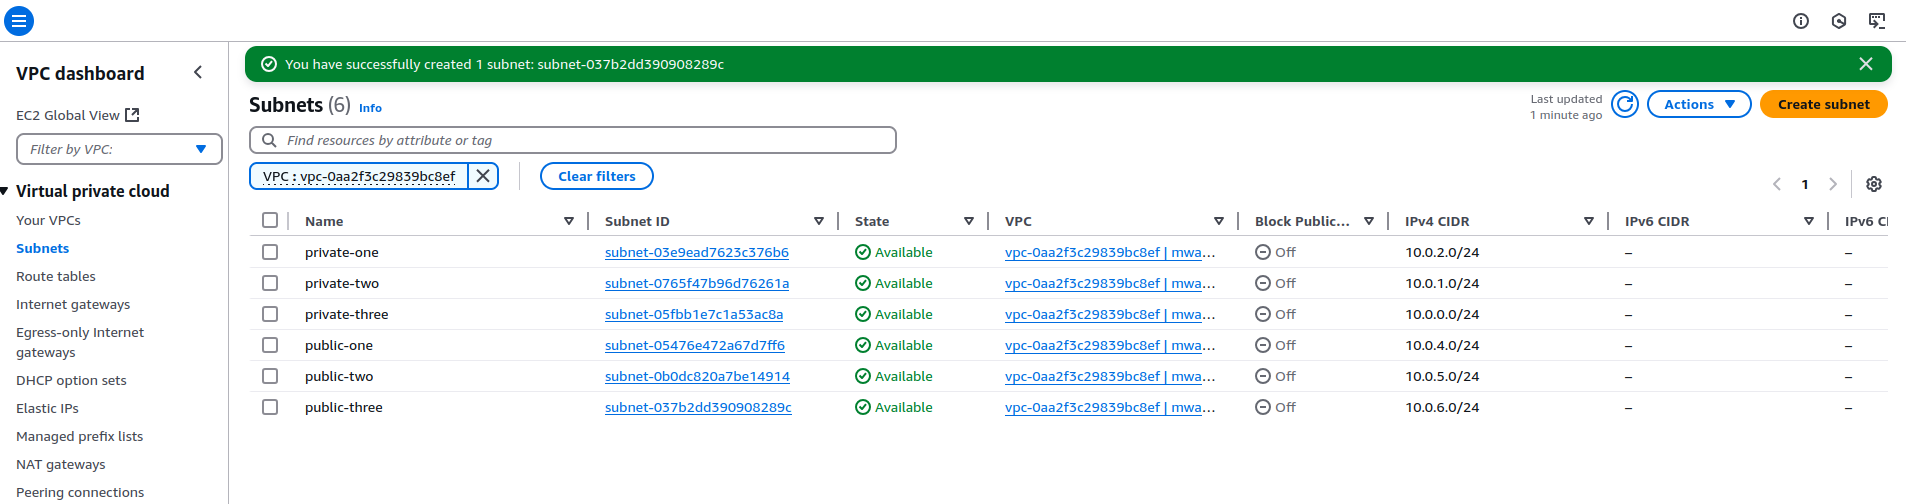 You have successfully created 1 subnet: subnet-037b2dd390908289c
VPC dashboard
EC2 Global View
Filter by VPC:
Virtual private cloud
Your VPCs
Subnets
Route tables
Internet gateways
Egress-only Internet
gateways
DHCP option sets
Elastic IPs
Managed prefix lists
NAT gateways
Peering connections
Subnets (6) Info
Last updated
1 minute ago
Actions
Create subnet
Find resources by attribute or tag
VPC : vpc-0aa2f3c29839bc8ef
Clear filters
1
Name Subnet ID State VPC Block Public... IPv4 CIDR IPv6 CIDR IPv6 CI
private-one subnet-03e9ead7623c376b6 Available vpc-0aa2f3c29839bc8ef | mwa... Off 10.0.2.0/24 – –
private-two subnet-0765f47b96d76261a Available vpc-0aa2f3c29839bc8ef | mwa... Off 10.0.1.0/24 – –
private-three subnet-05fbb1e7c1a53ac8a Available vpc-0aa2f3c29839bc8ef | mwa... Off 10.0.0.0/24 – –
public-one subnet-05476e472a67d7ff6 Available vpc-0aa2f3c29839bc8ef | mwa... Off 10.0.4.0/24 – –
public-two subnet-0b0dc820a7be14914 Available vpc-0aa2f3c29839bc8ef | mwa... Off 10.0.5.0/24 – –
public-three subnet-037b2dd390908289c Available vpc-0aa2f3c29839bc8ef | mwa... Off 10.0.6.0/24 – –